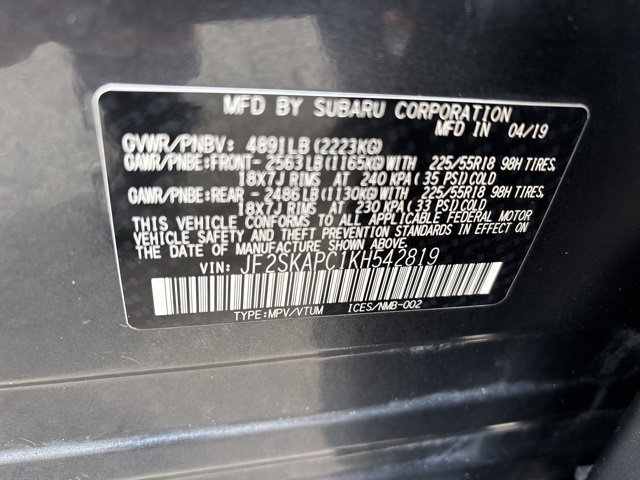 MFD BY SUBARU CORPORATION
MFD IN 04/19
GVWR/PNBV: 4891LB(2223KG)
GAWR/PNBE:FRONT- 2563LB(1165KG)WITH 225/55R18 98H TIRES,
18X7J RIMS AT 240 KPA(35 PSI)COLD
GAWR/PNBE:REAR - 2486LB(1130KG)WITH 225/55R18 98H TIRES,
18X7J RIMS AT 230 KPA(33 PSI)COLD
THIS VEHICLE CONFORMS TO ALL APPLICABLE FEDERAL MOTOR
VEHICLE SAFETY AND THEFT PREVENTION STANDARDS IN EFFECT ON
THE DATE OF MANUFACTURE SHOWN ABOVE.
VIN: JF2SKAPC1KH542819
TYPE:MPV/VTUM ICES/NMB-002